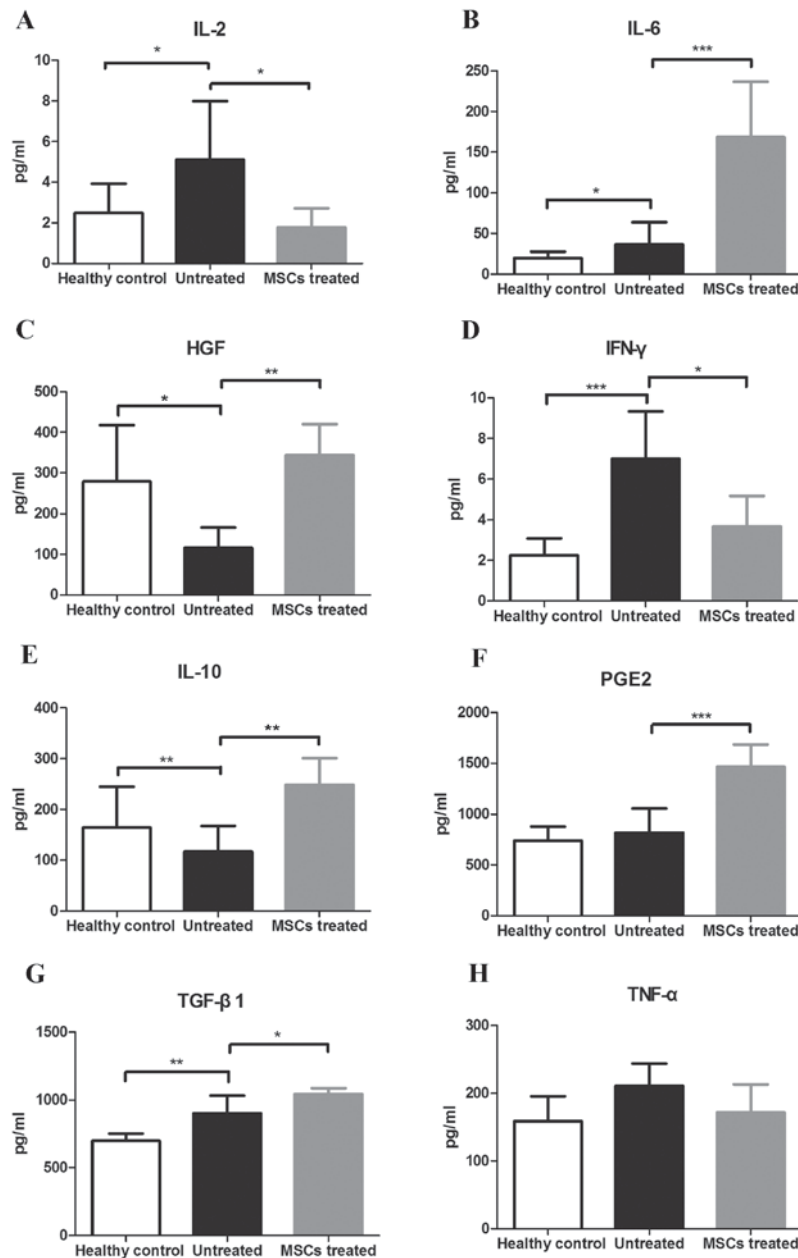 A
IL-2
*
*
10
8
6
4
2
0
pg/ml
Healthy control Untreated MSCs treated
B
IL-6
***
*
250
200
150
100
50
0
pg/ml
Healthy control Untreated MSCs treated
C
HGF
*
**
500
400
300
200
100
0
pg/ml
Healthy control Untreated MSCs treated
D
IFN-γ
***
*
10
8
6
4
2
0
pg/ml
Healthy control Untreated MSCs treated
E
IL-10
**
**
400
300
200
100
0
pg/ml
Healthy control Untreated MSCs treated
F
PGE2
***
2000
1500
1000
500
0
pg/ml
Healthy control Untreated MSCs treated
G
TGF-β 1
**
*
1500
1000
500
0
pg/ml
Healthy control Untreated MSCs treated
H
TNF-α
300
200
100
0
pg/ml
Healthy control Untreated MSCs treated